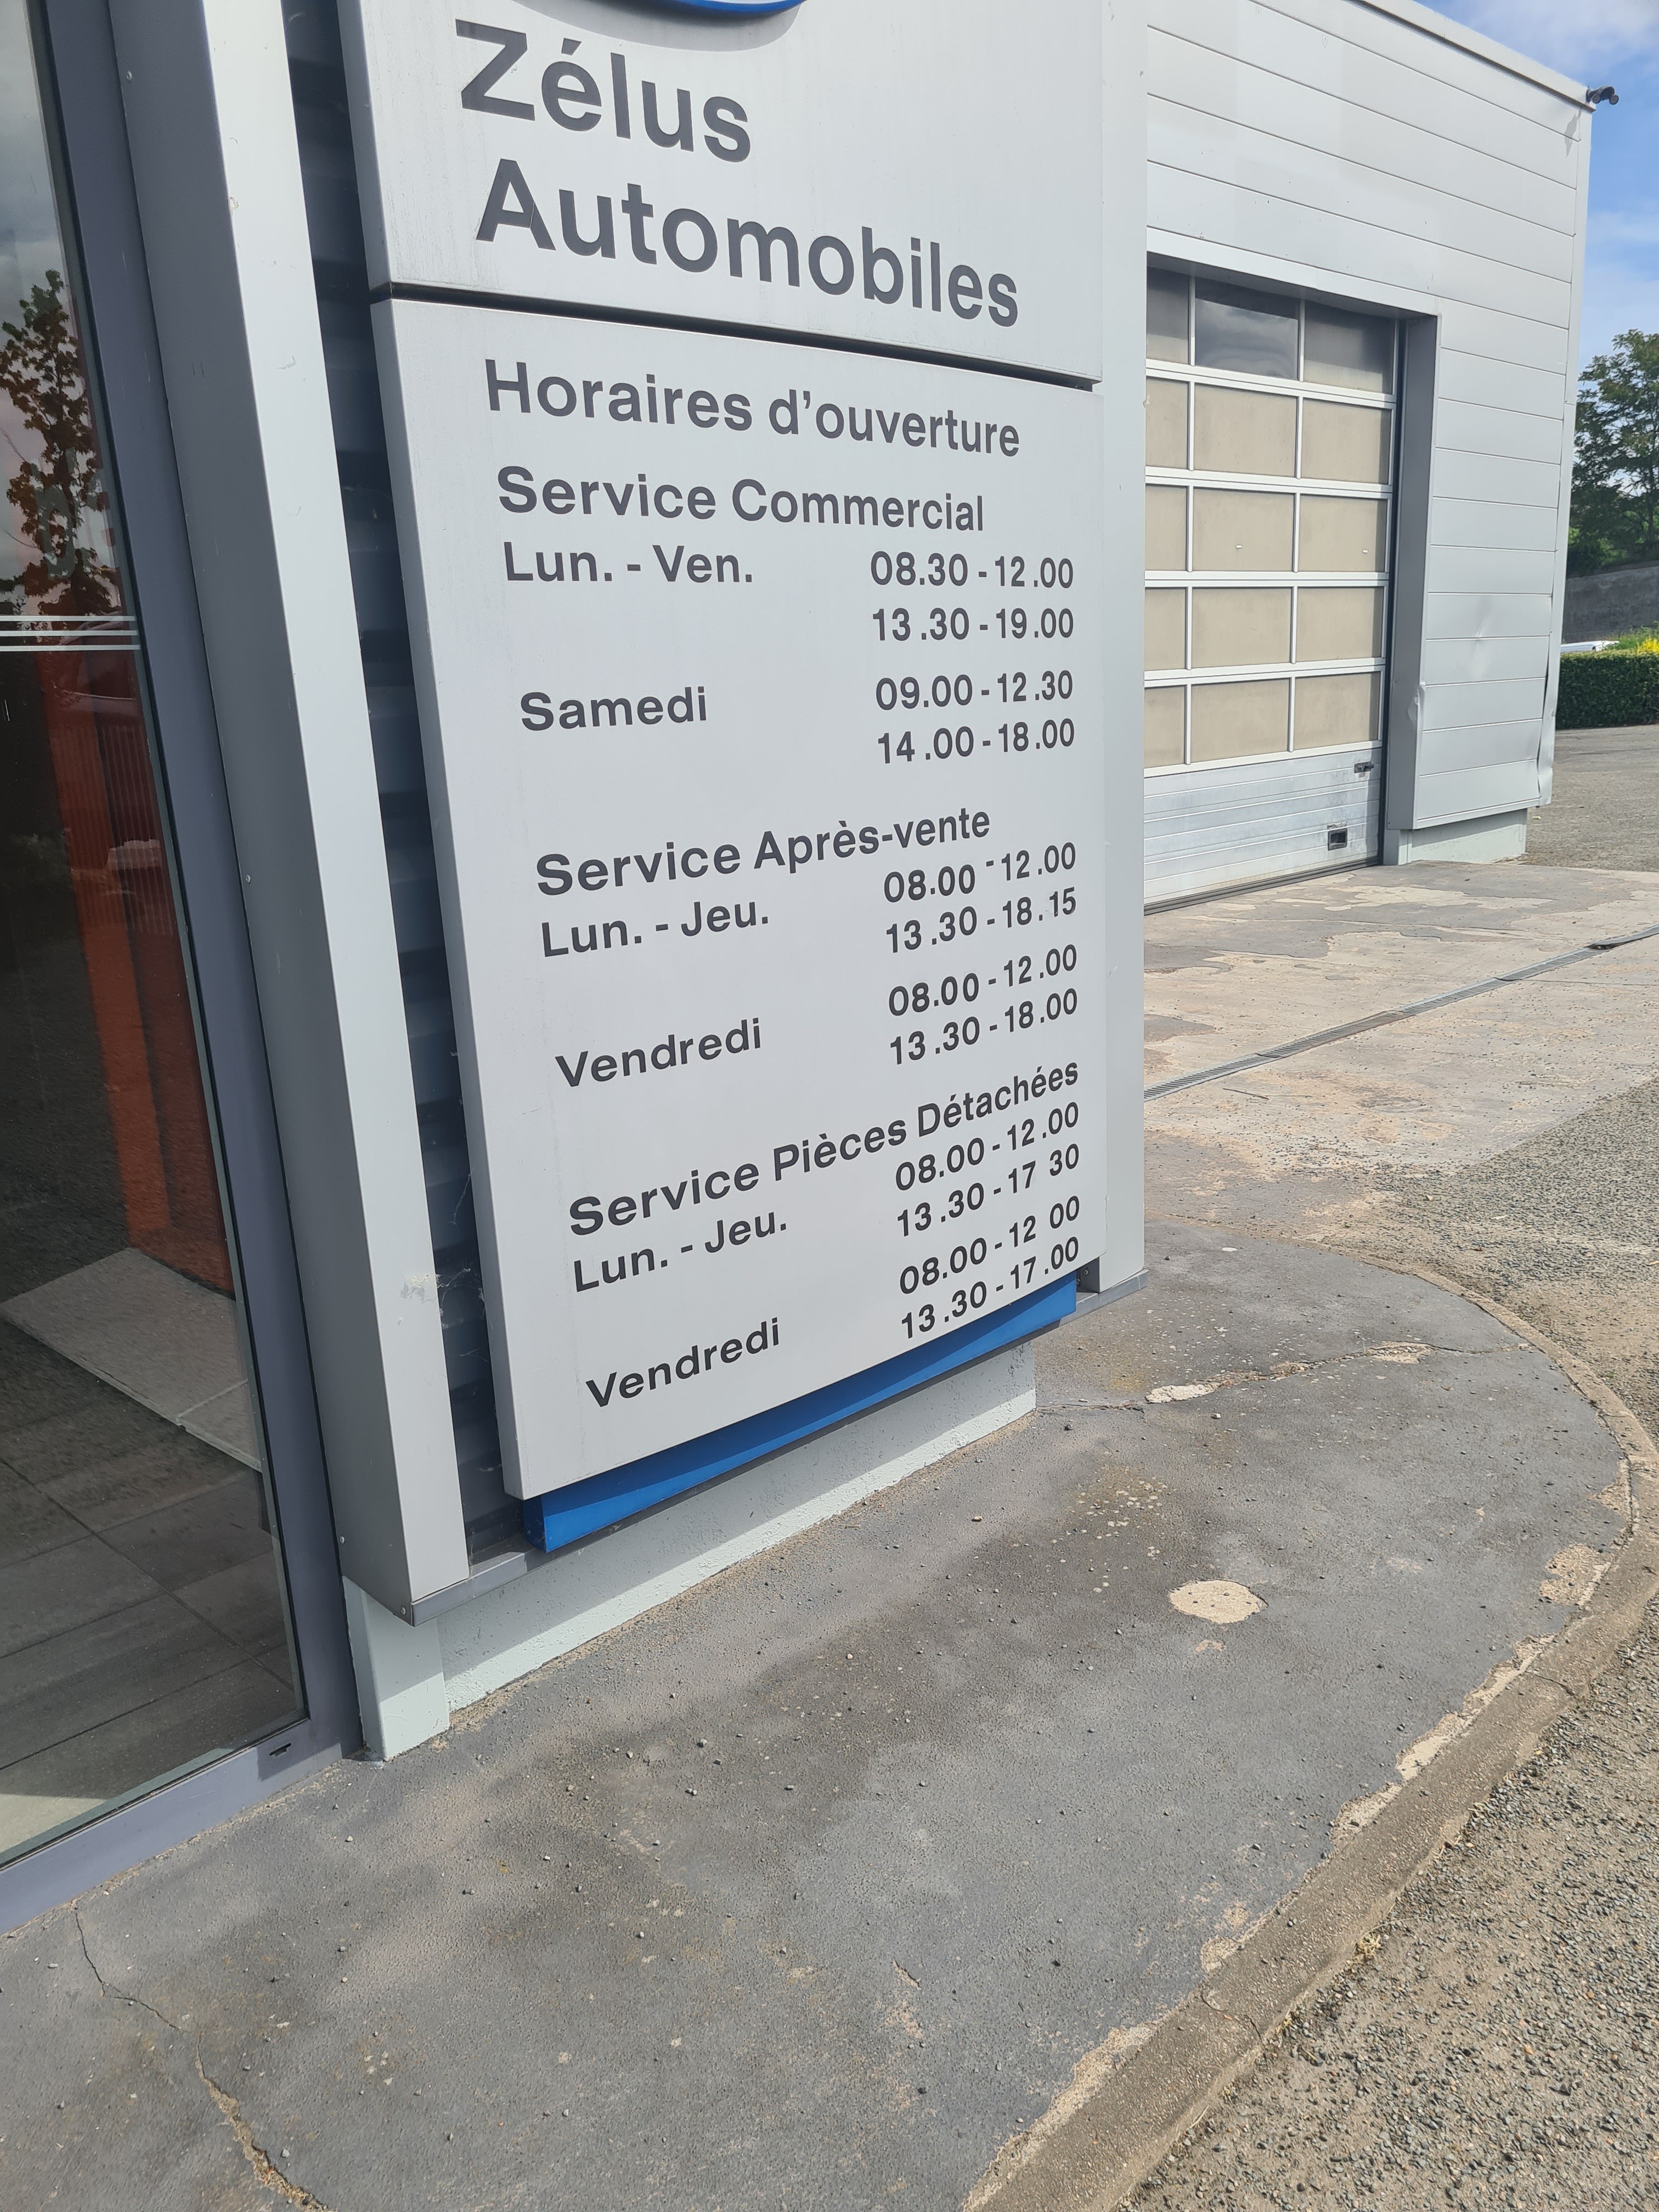 Zélus
Automobiles
Horaires d'ouverture
Service Commercial
Lun. - Ven. 08.30 - 12.00
13.30 - 19.00
Samedi 09.00 - 12.30
14.00 - 18.00
Service Après-vente
Lun. - Jeu. 08.00 - 12.00
13.30 - 18.15
Vendredi 08.00 - 12.00
13.30 - 18.00
Service Pièces Détachées
Lun. - Jeu. 08.00 - 12.00
13.30 - 17 30
Vendredi 08.00 - 12 00
13.30 - 17.00